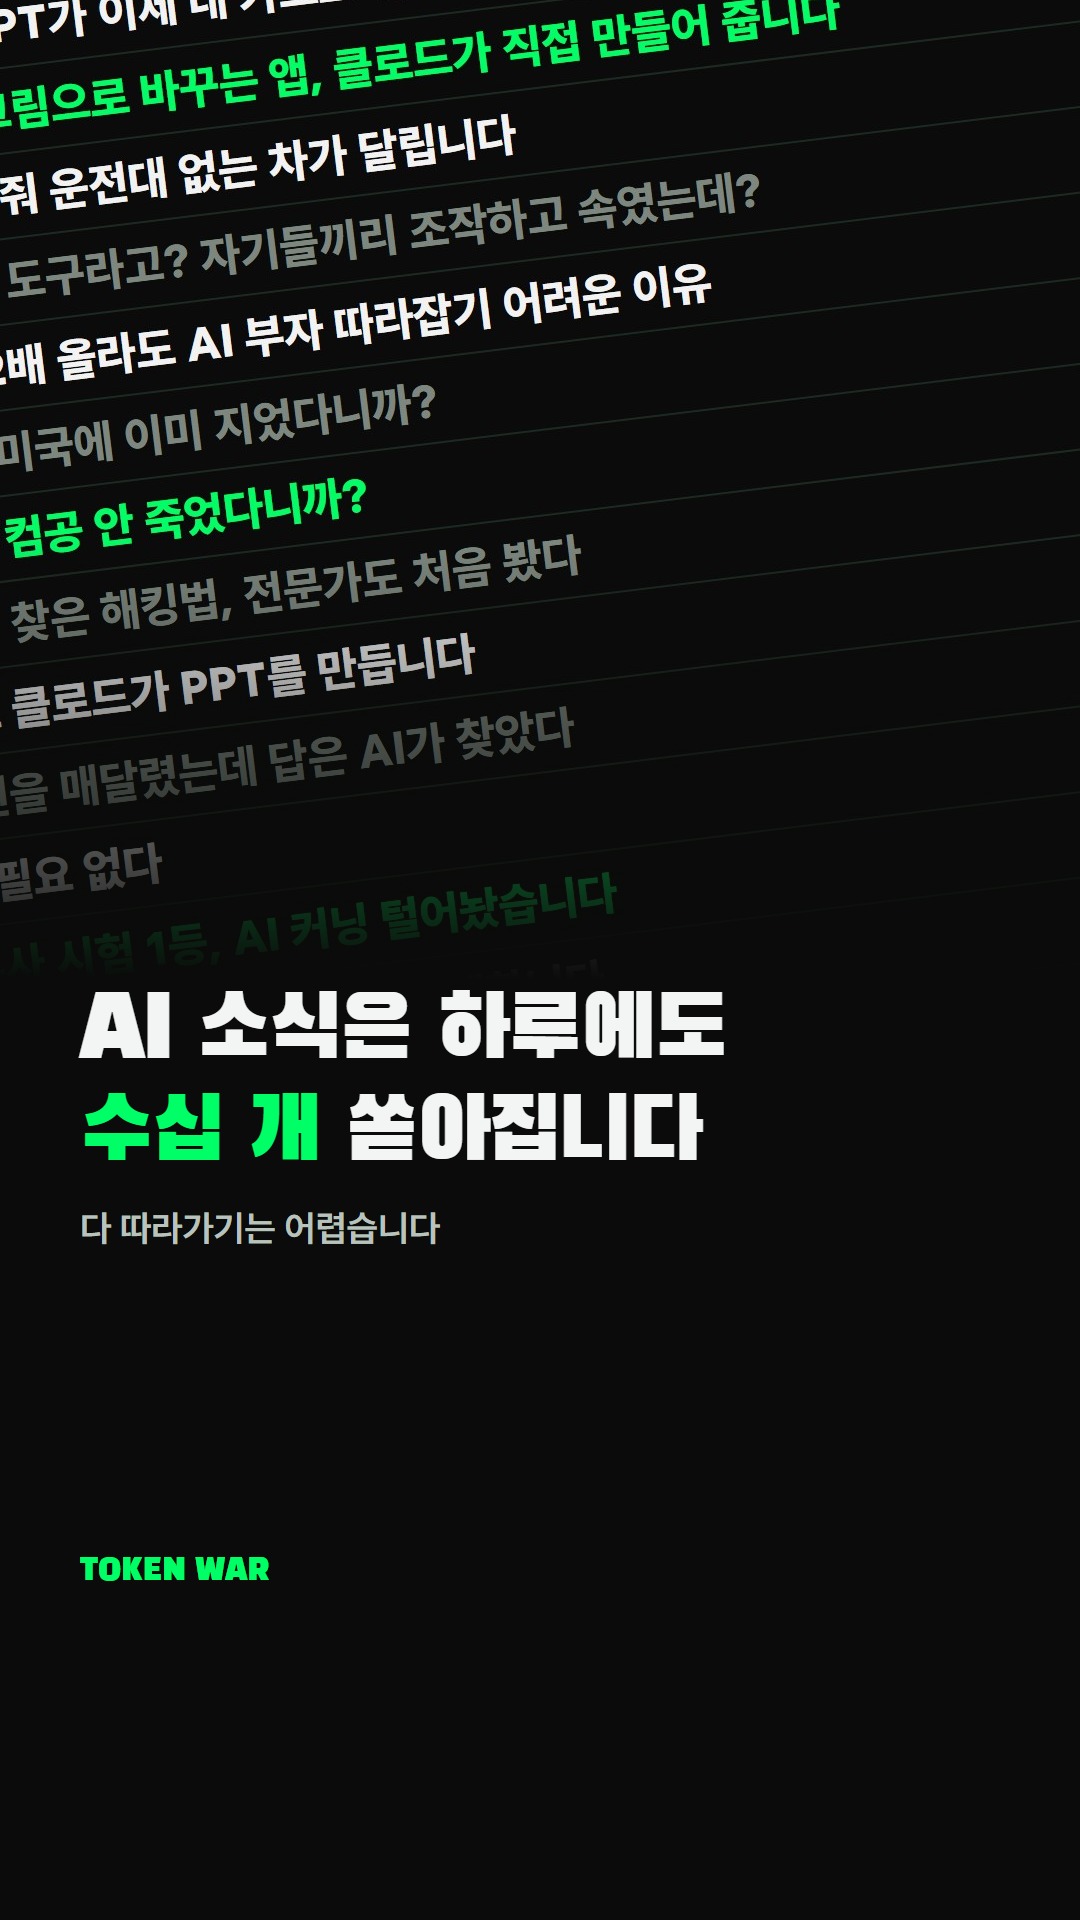 PT가 이제 내
그림으로 바꾸는 앱, 클로드가 직접 만들어 줍니다
줘 운전대 없는 차가 달립니다
도구라고? 자기들끼리 조작하고 속였는데?
2배 올라도 AI 부자 따라잡기 어려운 이유
미국에 이미 지었다니까?
컴공 안 죽었다니까?
찾은 해킹법, 전문가도 처음 봤다
클로드가 PPT를 만듭니다
매달렸는데 답은 AI가 찾았다
필요 없다
시험 1등, AI 커닝 털어놨습니다
AI 소식은 하루에도
수십 개 쏟아집니다
다 따라가기는 어렵습니다
TOKEN WAR